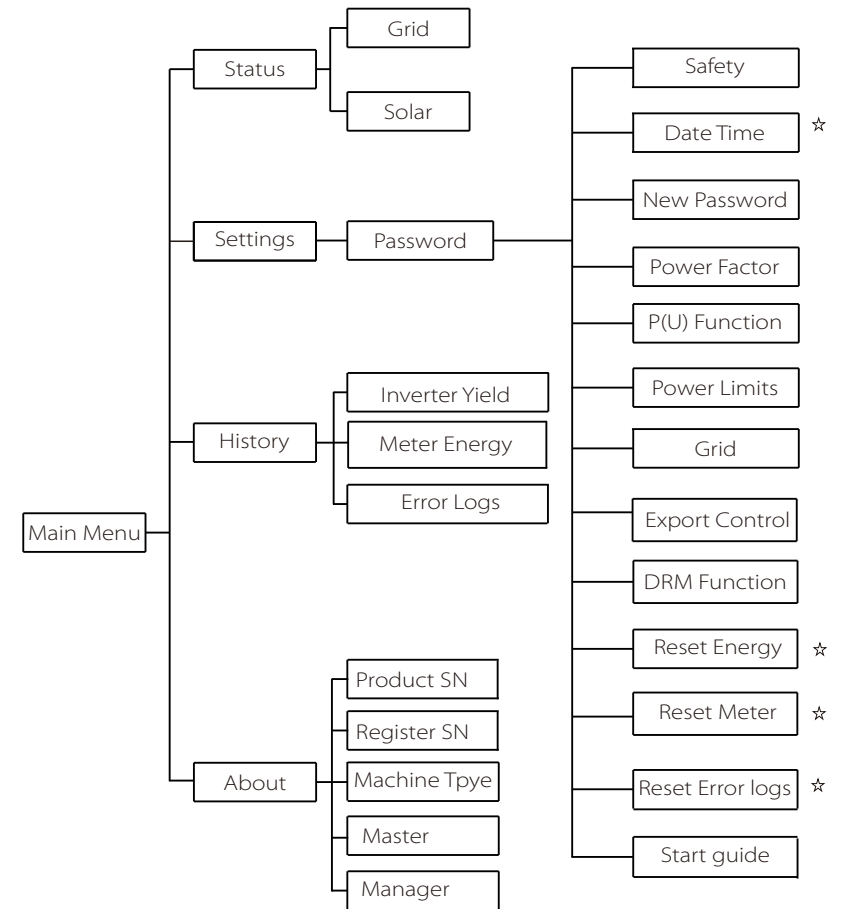 Main Menu
Status
Grid
Solar
Settings
Password
Safety
Date Time ☆
New Password
Power Factor
P(U) Function
Power Limits
Grid
Export Control
DRM Function
Reset Energy ☆
Reset Meter ☆
Reset Error logs ☆
Start guide
History
Inverter Yield
Meter Energy
Error Logs
About
Product SN
Register SN
Machine Tpye
Master
Manager